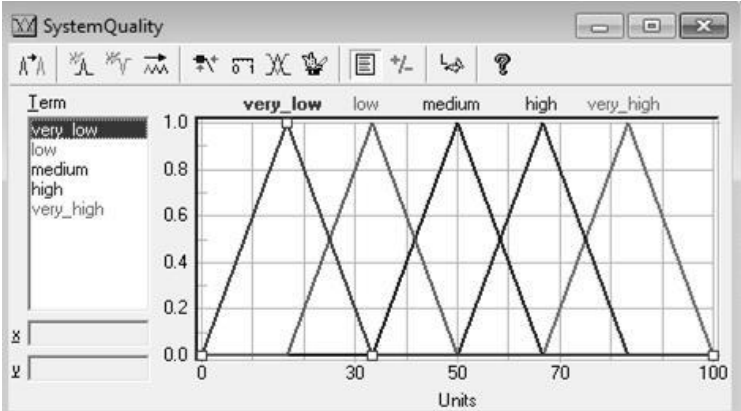 SystemQuality
Term
very_low
low
medium
high
very_high
x
y
very_low low medium high very_high
1.0
0.8
0.6
0.4
0.2
0.0
0 30 50 70 100
Units